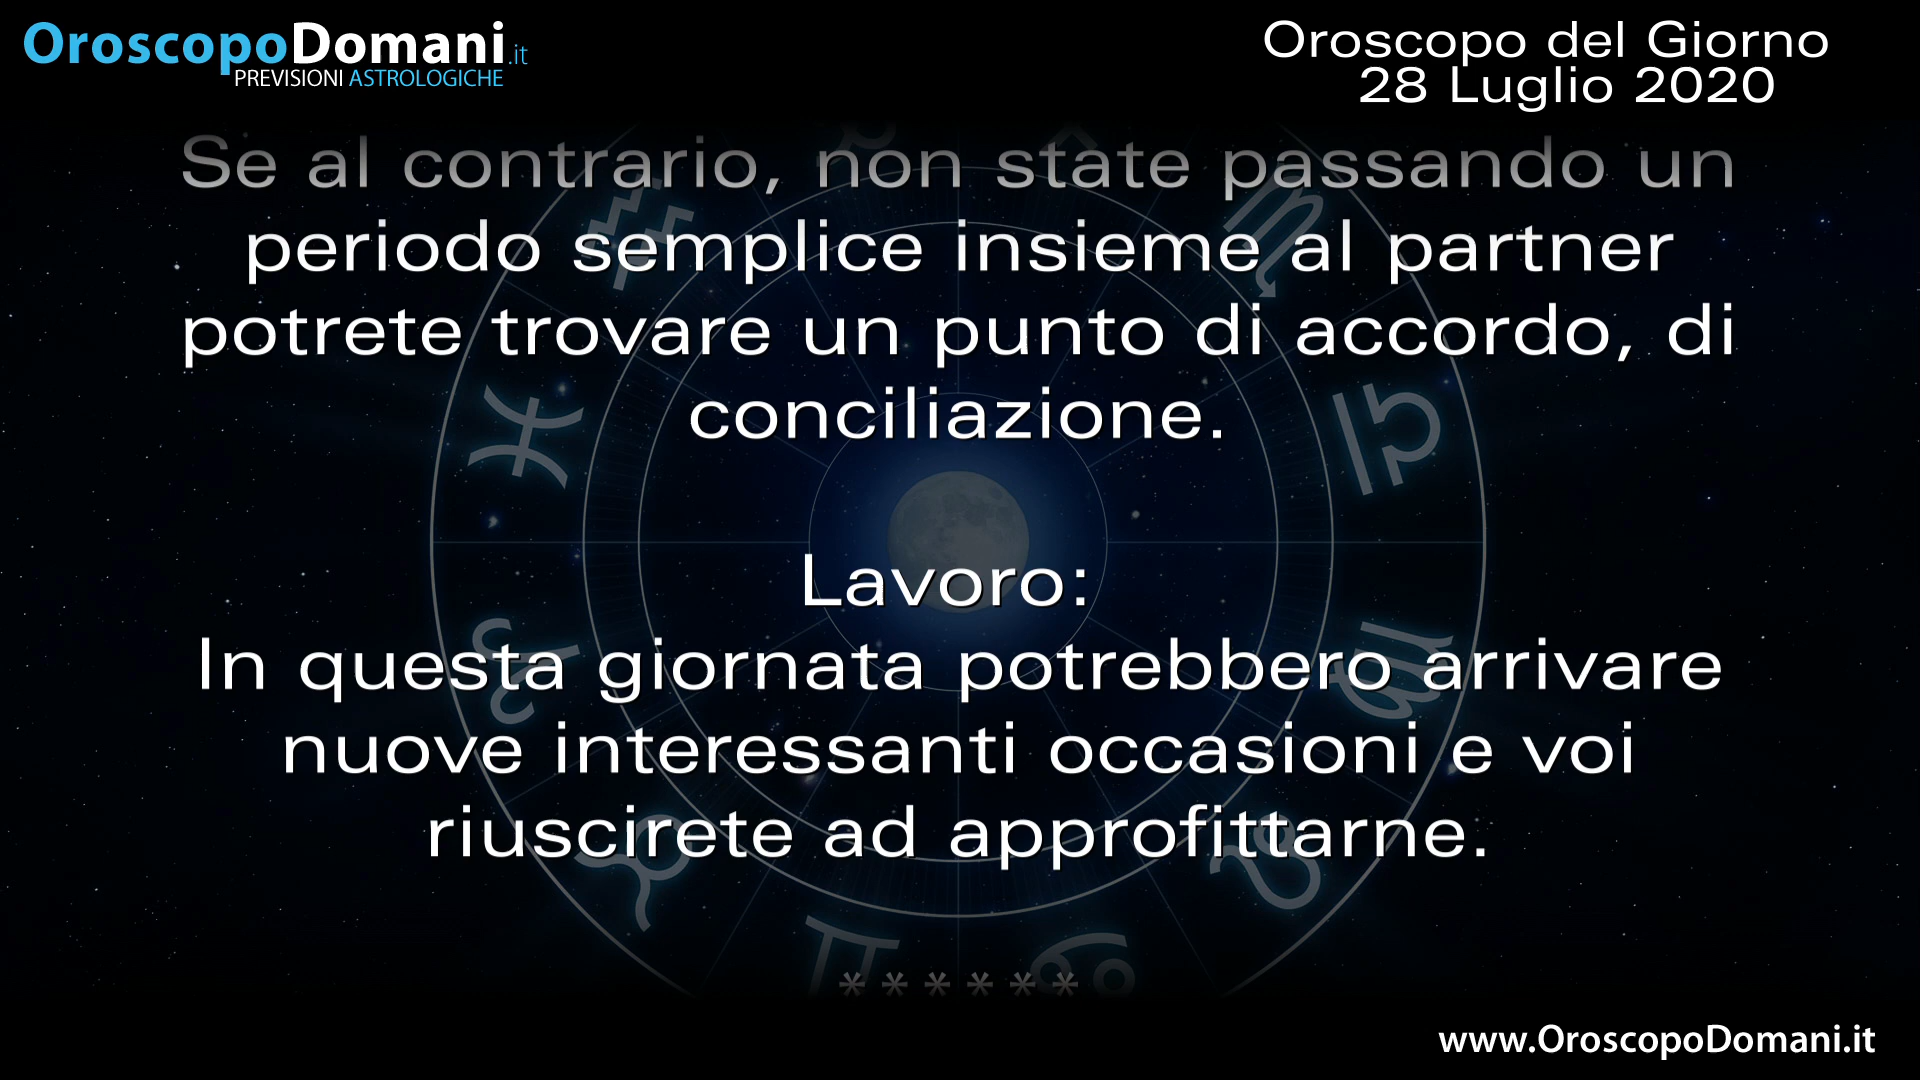 OroscopoDomani.it
PREVISIONI ASTROLOGICHE
Oroscopo del Giorno
28 Luglio 2020
Se al contrario, non state passando un
periodo semplice insieme al partner
potrete trovare un punto di accordo, di
conciliazione.
Lavoro:
In questa giornata potrebbero arrivare
nuove interessanti occasioni e voi
riuscirete ad approfittarne.
******
www.OroscopoDomani.it